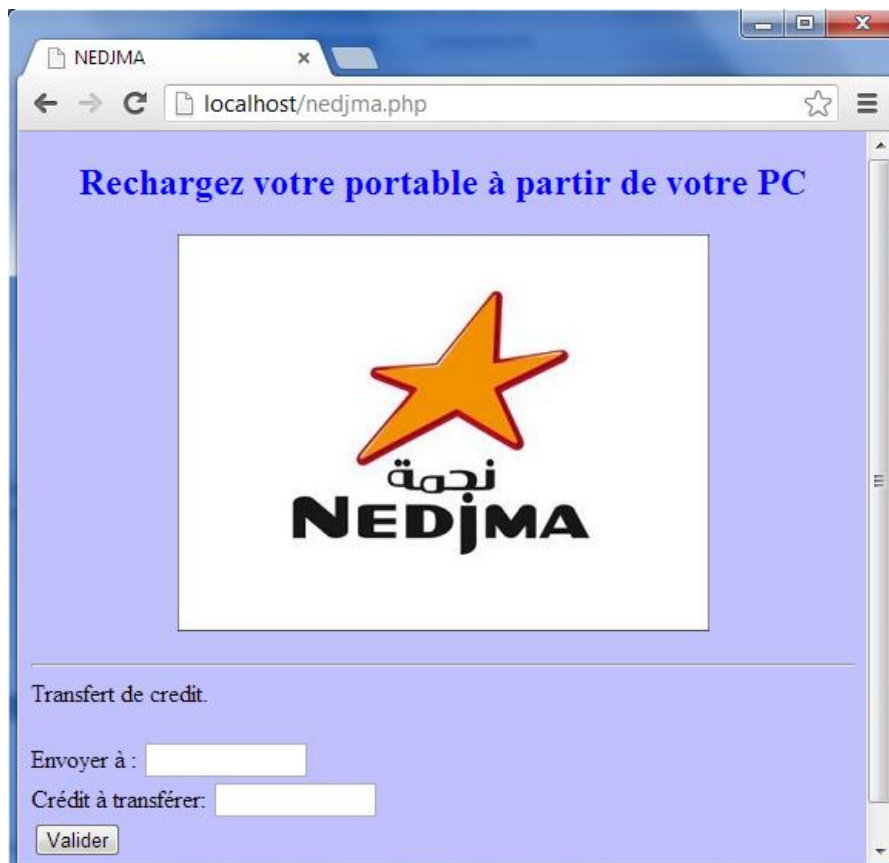 NEDJMA
localhost/nedjma.php
Rechargez votre portable à partir de votre PC
نجمة
NEDJMA
Transfert de credit.
Envoyer à :
Crédit à transférer:
Valider